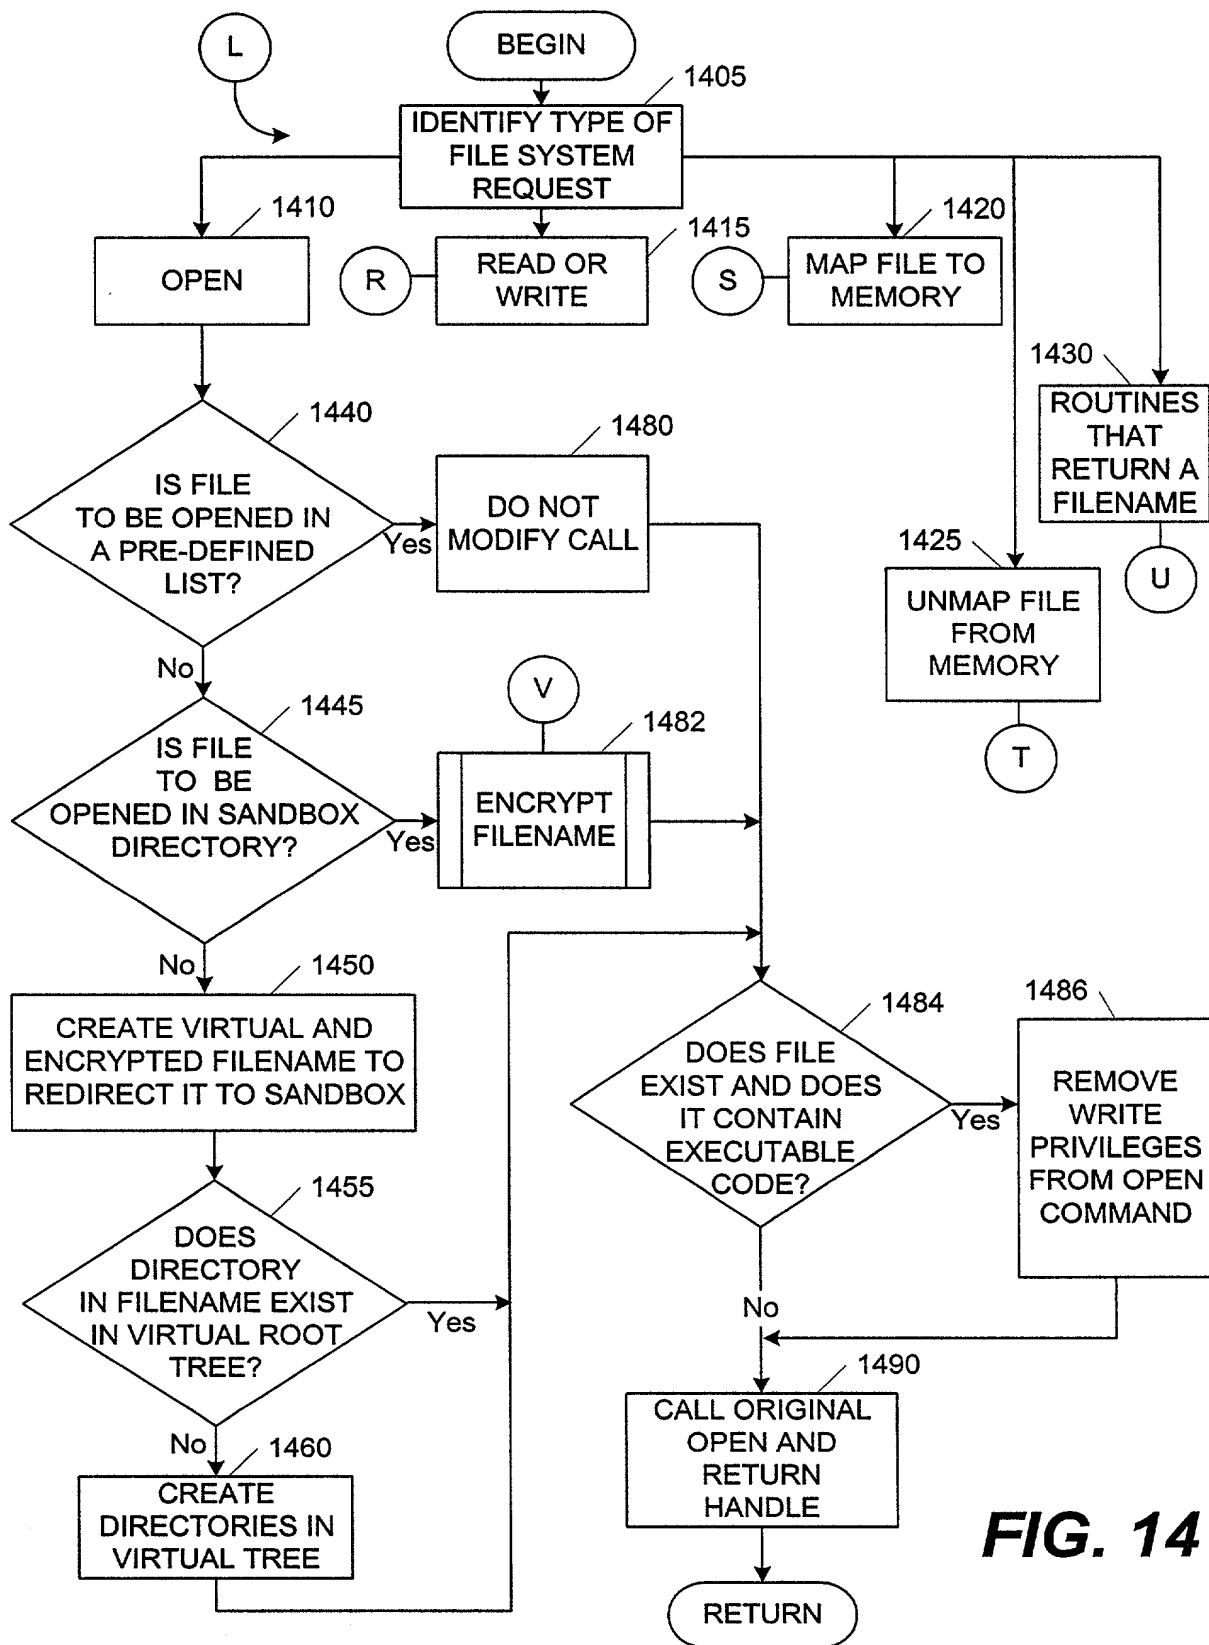 L
BEGIN
1405
IDENTIFY TYPE OF
FILE SYSTEM
REQUEST
1410
OPEN
1415
READ OR
WRITE
R
1420
MAP FILE TO
MEMORY
S
1430
ROUTINES
THAT
RETURN A
FILENAME
U
1425
UNMAP FILE
FROM
MEMORY
T
1440
IS FILE
TO BE OPENED IN
A PRE-DEFINED
LIST?
Yes
No
1480
DO NOT
MODIFY CALL
1445
IS FILE
TO BE
OPENED IN SANDBOX
DIRECTORY?
Yes
No
V
1482
ENCRYPT
FILENAME
1450
CREATE VIRTUAL AND
ENCRYPTED FILENAME TO
REDIRECT IT TO SANDBOX
1455
DOES
DIRECTORY
IN FILENAME EXIST
IN VIRTUAL ROOT
TREE?
Yes
No
1460
CREATE
DIRECTORIES IN
VIRTUAL TREE
1484
DOES FILE
EXIST AND DOES
IT CONTAIN
EXECUTABLE
CODE?
Yes
No
1486
REMOVE
WRITE
PRIVILEGES
FROM OPEN
COMMAND
1490
CALL ORIGINAL
OPEN AND
RETURN
HANDLE
RETURN
FIG. 14